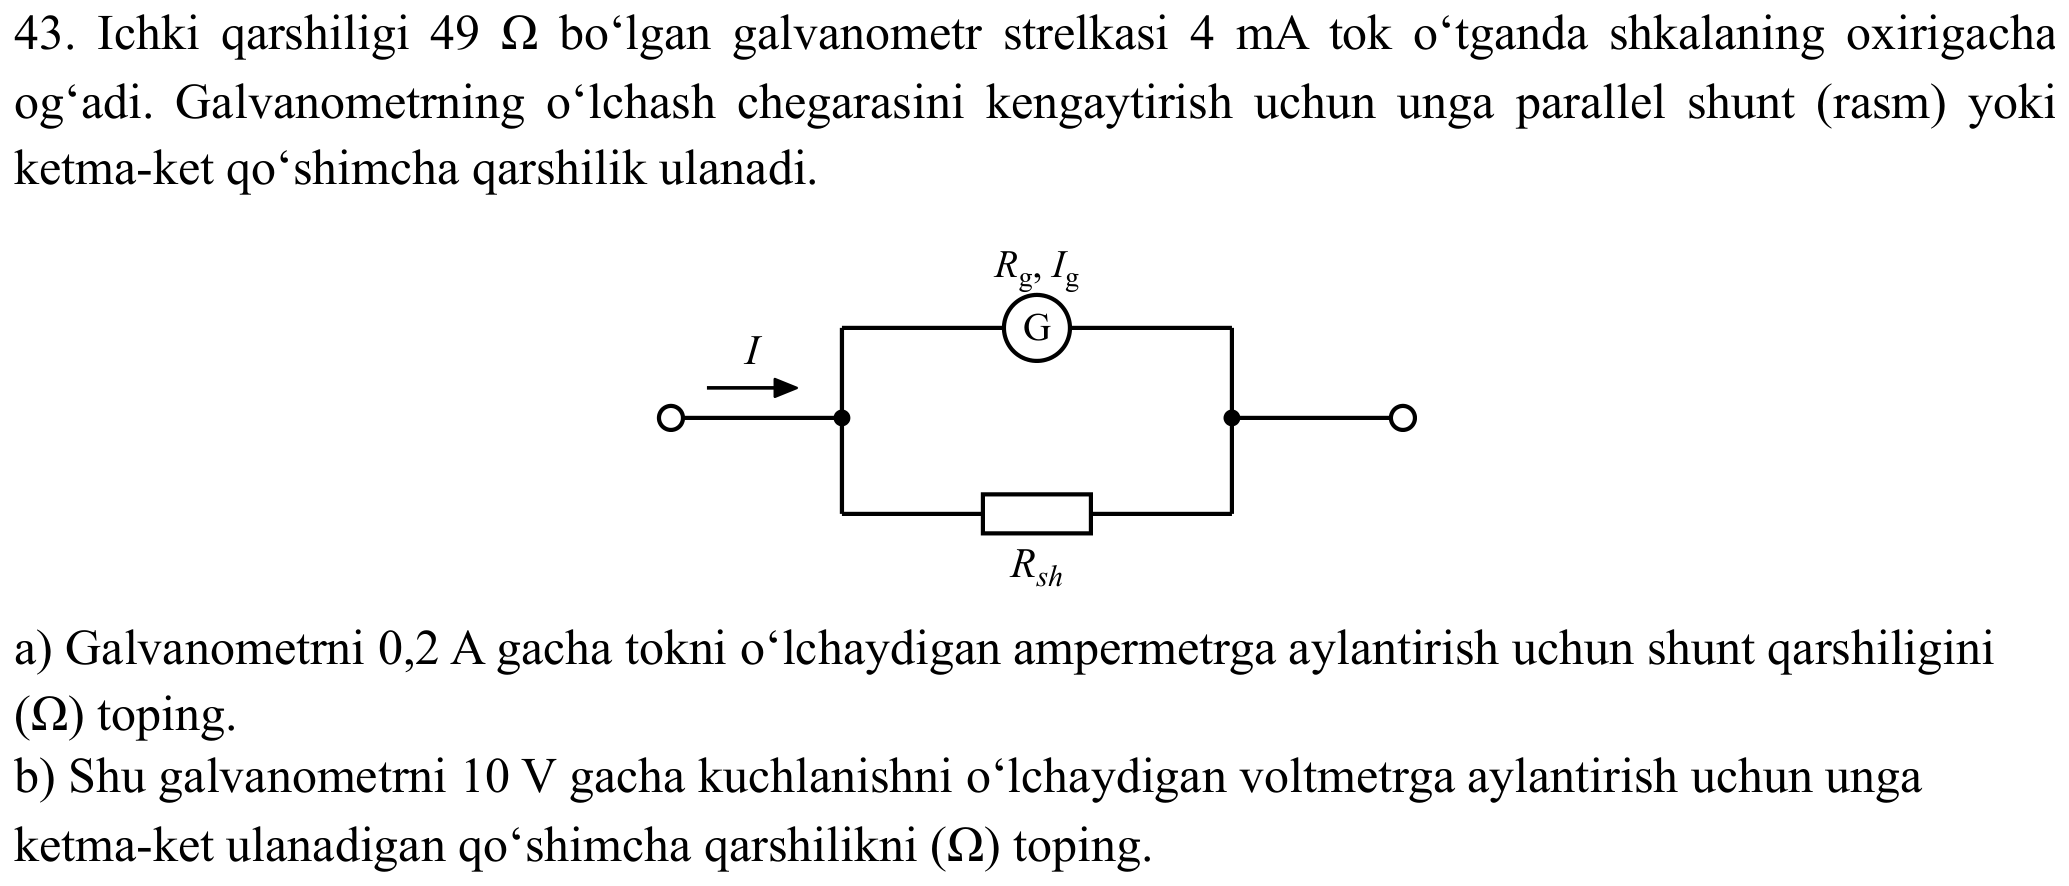 43. Ichki qarshiligi 49 Ω bo‘lgan galvanometr strelkasi 4 mA tok o‘tganda shkalaning oxirigacha
og‘adi. Galvanometrning o‘lchash chegarasini kengaytirish uchun unga parallel shunt (rasm) yoki
ketma-ket qo‘shimcha qarshilik ulanadi.
R_g, I_g
G
I
R_sh
a) Galvanometrni 0,2 A gacha tokni o‘lchaydigan ampermetrga aylantirish uchun shunt qarshiligini
(Ω) toping.
b) Shu galvanometrni 10 V gacha kuchlanishni o‘lchaydigan voltmetrga aylantirish uchun unga
ketma-ket ulanadigan qo‘shimcha qarshilikni (Ω) toping.